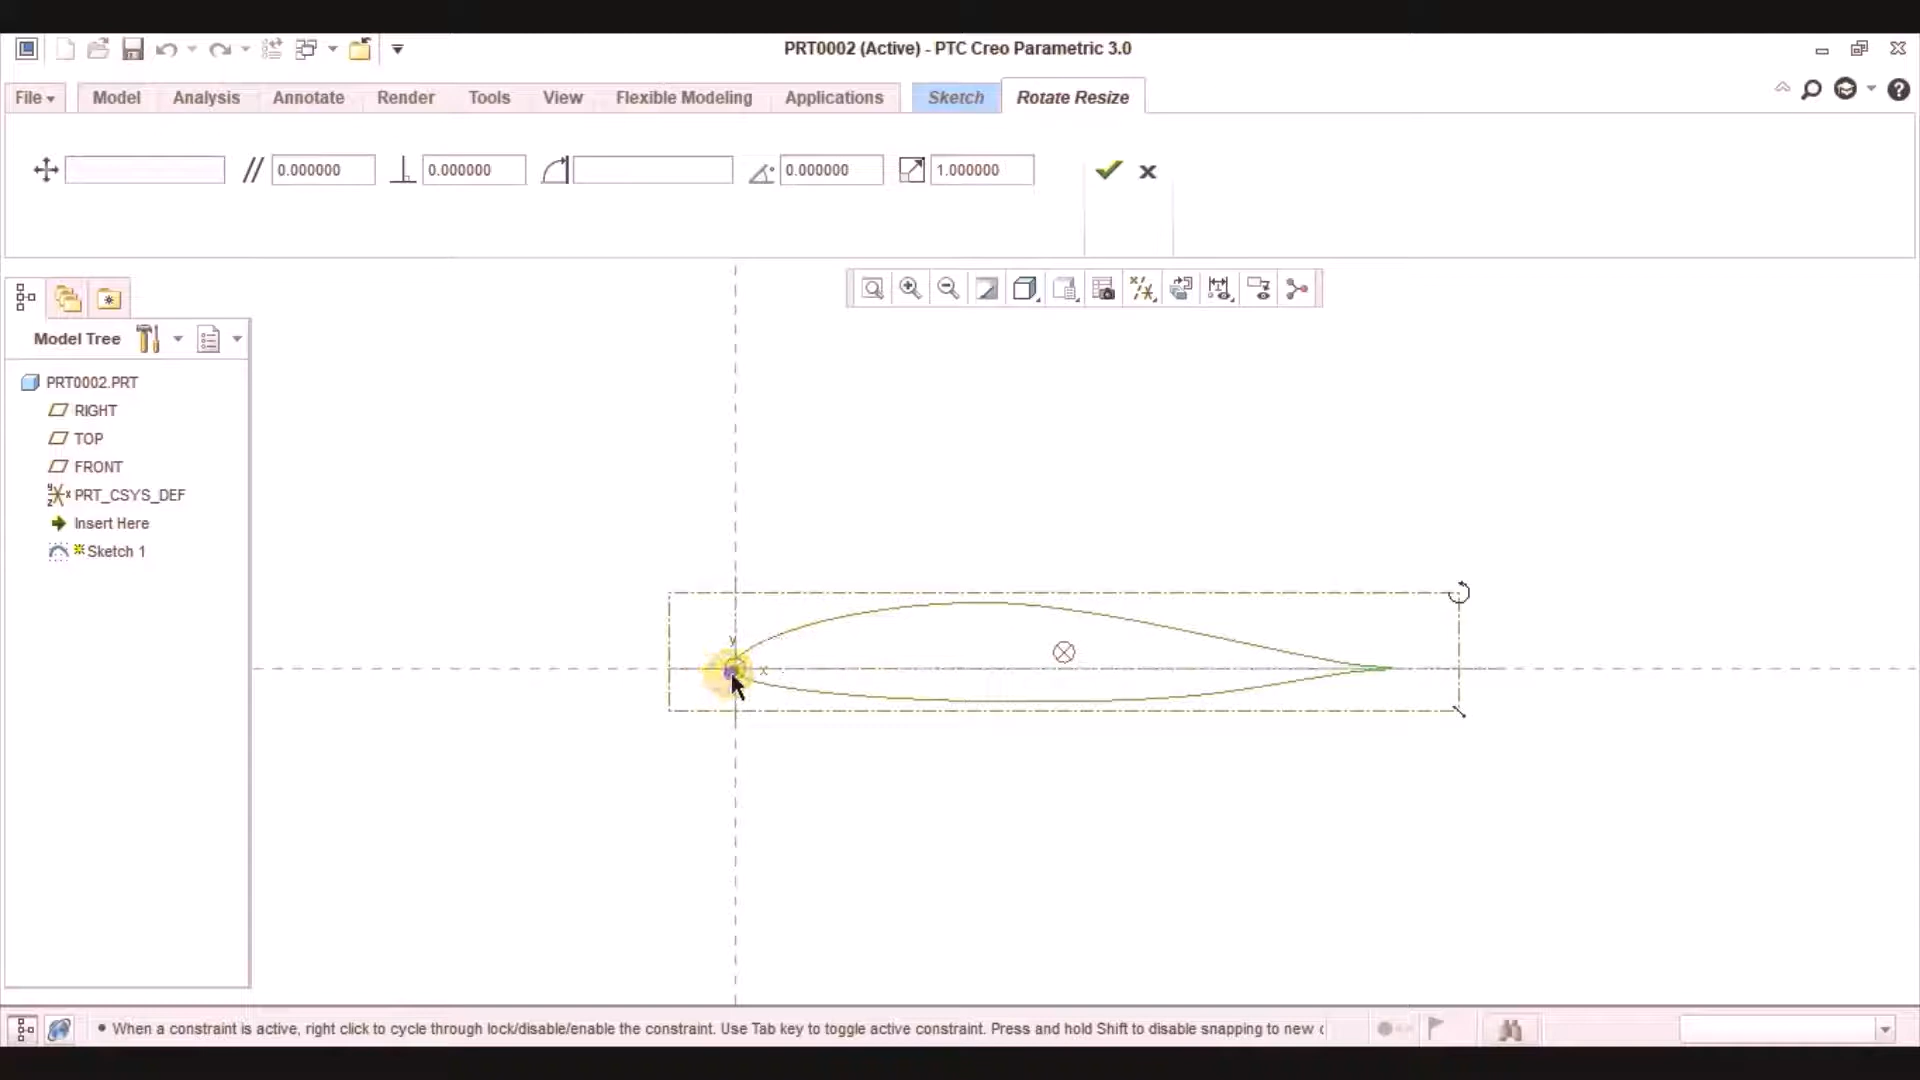 PRT0002 (Active) - PTC Creo Parametric 3.0
File Model Analysis Annotate Render Tools View Flexible Modeling Applications Sketch Rotate Resize
0.000000 0.000000 0.000000 1.000000
Model Tree
PRT0002.PRT
RIGHT
TOP
FRONT
PRT_CSYS_DEF
Insert Here
Sketch 1
y
x
• When a constraint is active, right click to cycle through lock/disable/enable the constraint. Use Tab key to toggle active constraint. Press and hold Shift to disable snapping to new